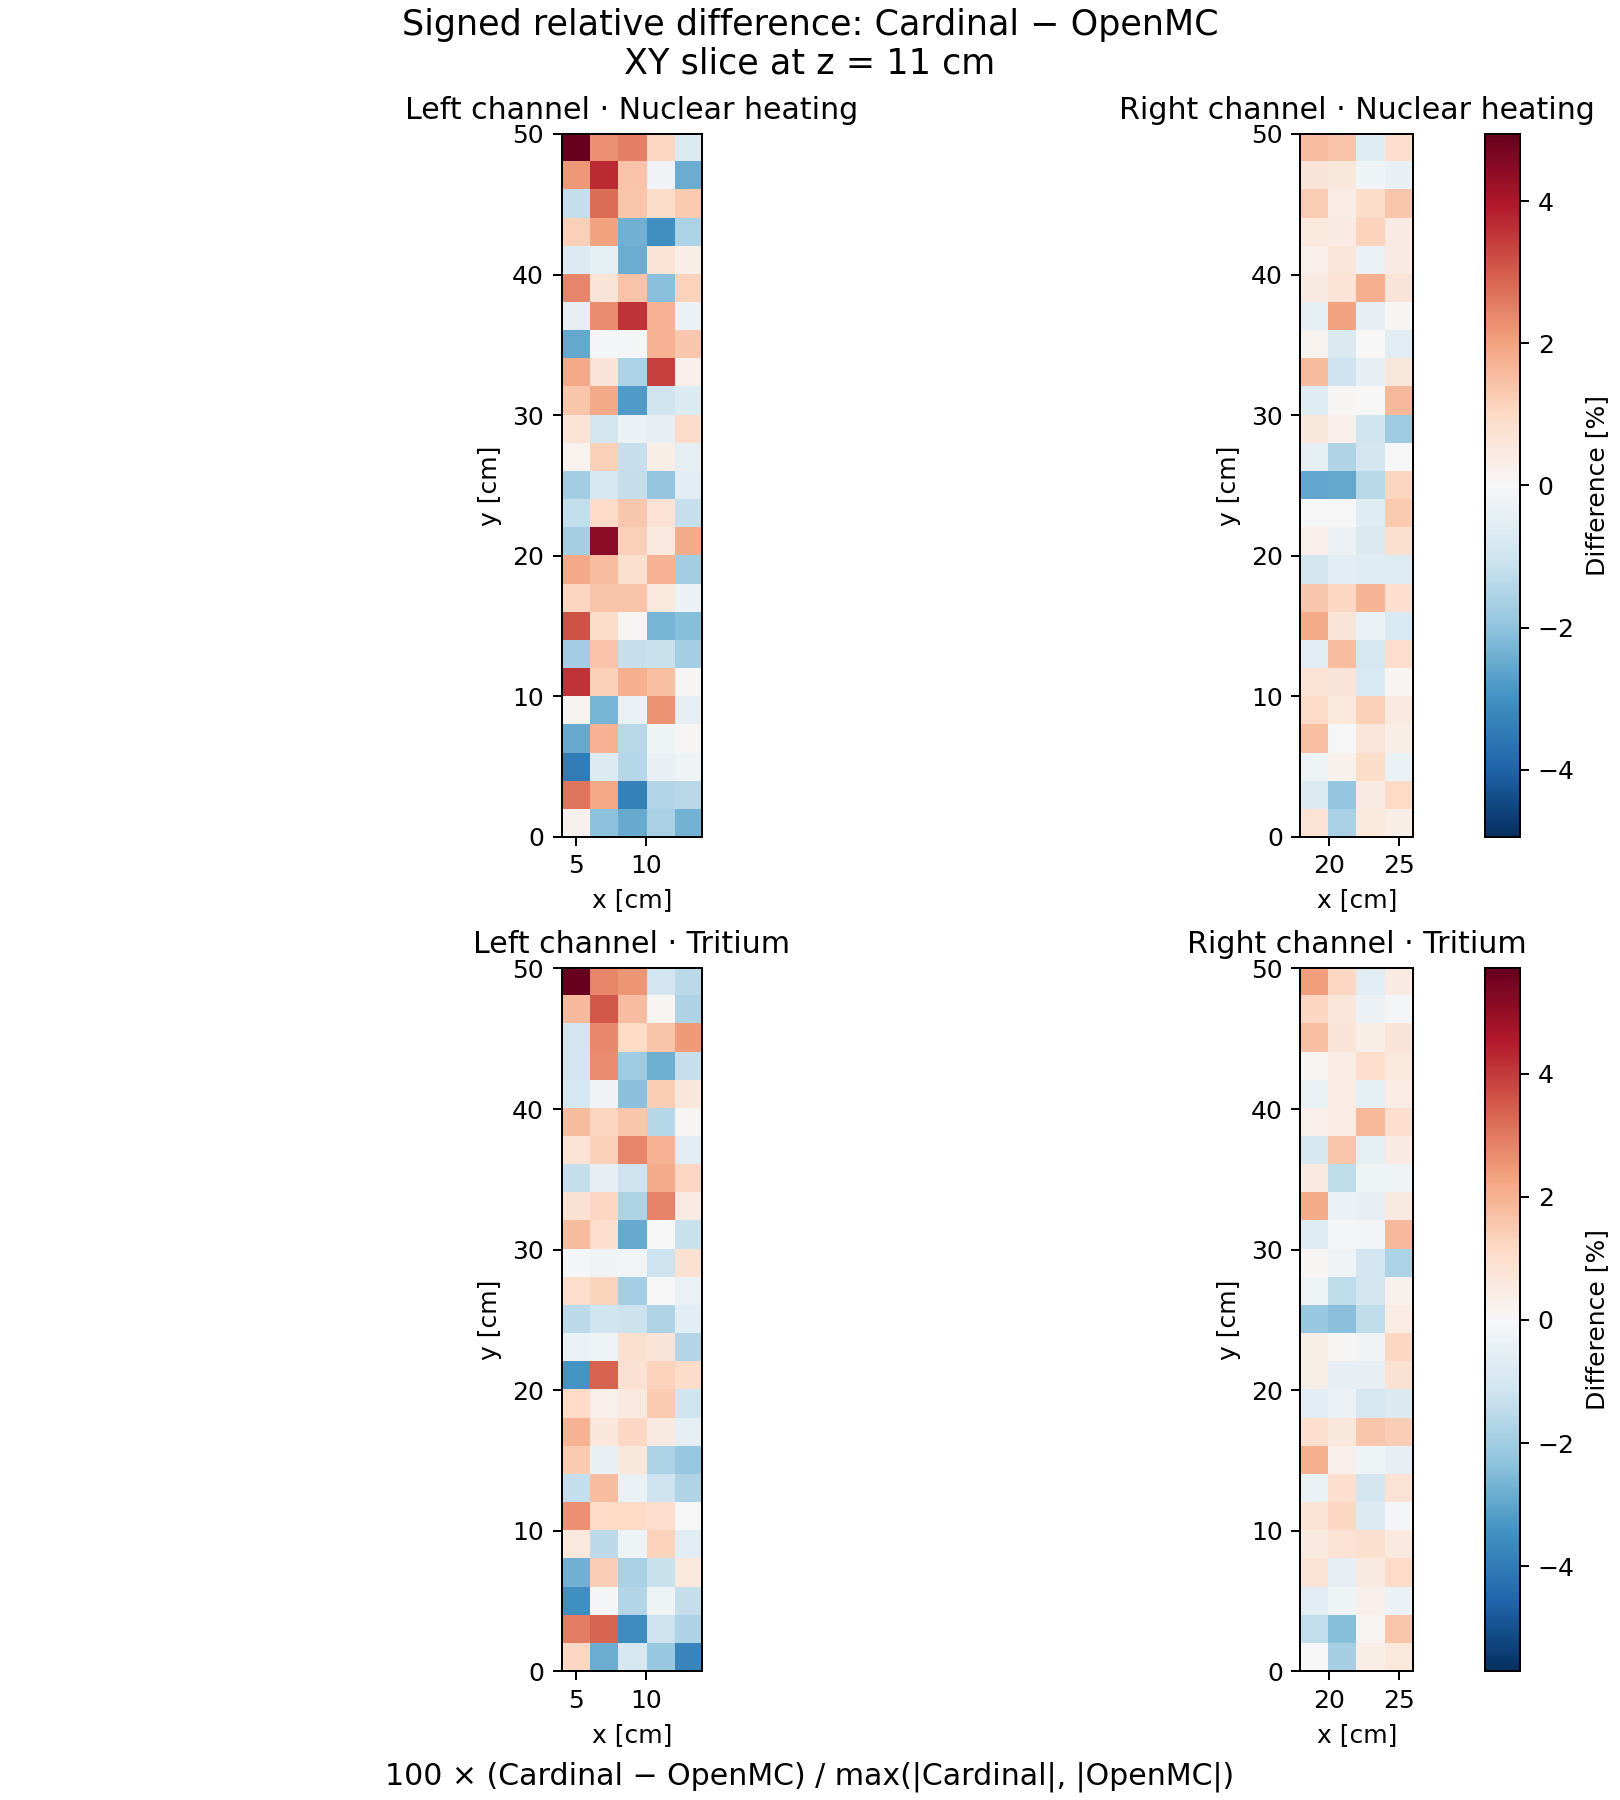 Signed relative difference: Cardinal − OpenMC
XY slice at z = 11 cm
Left channel · Nuclear heating
Right channel · Nuclear heating
50
40
30
20
10
0
y [cm]
5 10
x [cm]
50
40
30
20
10
0
y [cm]
20 25
x [cm]
4
2
0
−2
−4
Difference [%]
Left channel · Tritium
Right channel · Tritium
50
40
30
20
10
0
y [cm]
5 10
x [cm]
50
40
30
20
10
0
y [cm]
20 25
x [cm]
4
2
0
−2
−4
Difference [%]
100 × (Cardinal − OpenMC) / max(|Cardinal|, |OpenMC|)